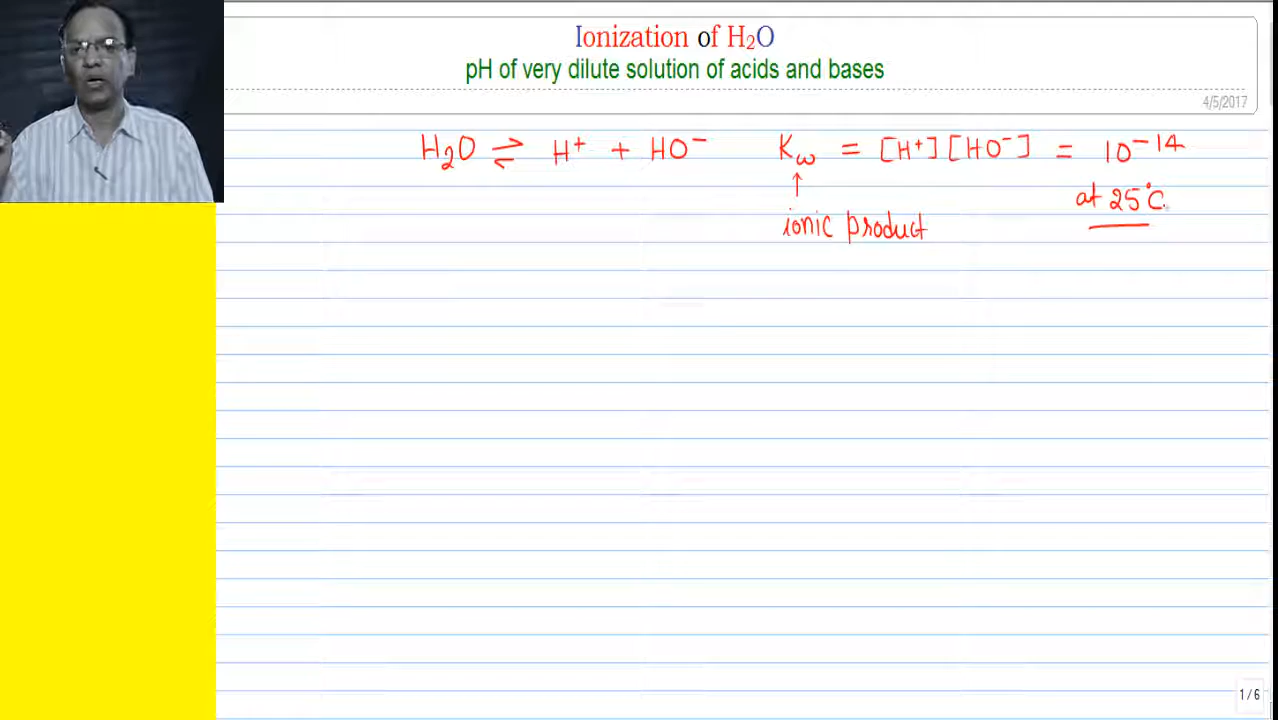 Ionization of H₂O
pH of very dilute solution of acids and bases
4/5/2017
H₂O ⇌ H⁺ + HO⁻ Kω = [H⁺][HO⁻] = 10⁻¹⁴
↑ at 25°C
ionic product
1/6